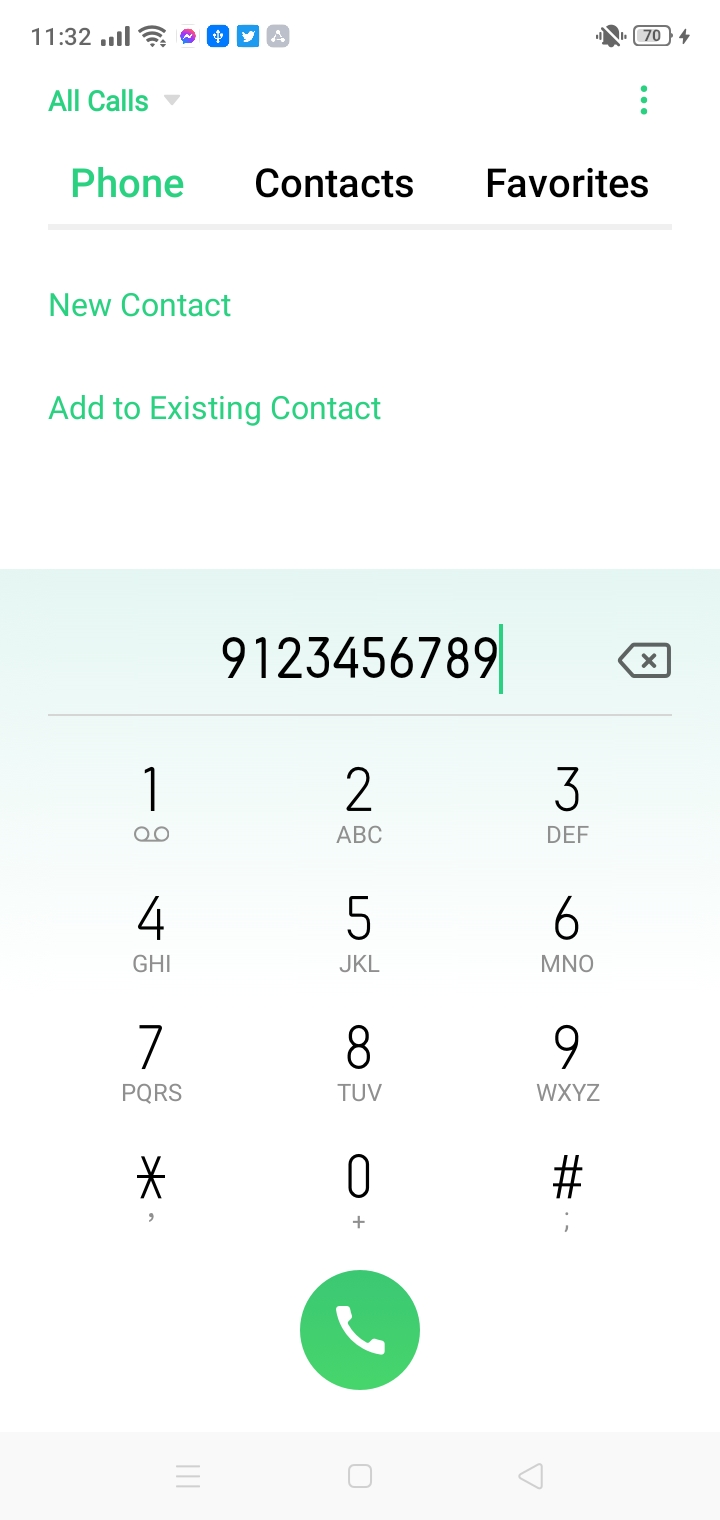 11:32 70
All Calls
Phone Contacts Favorites
New Contact
Add to Existing Contact
9123456789
1 2 3
ABC DEF
4 5 6
GHI JKL MNO
7 8 9
PQRS TUV WXYZ
* 0 #
, + ;